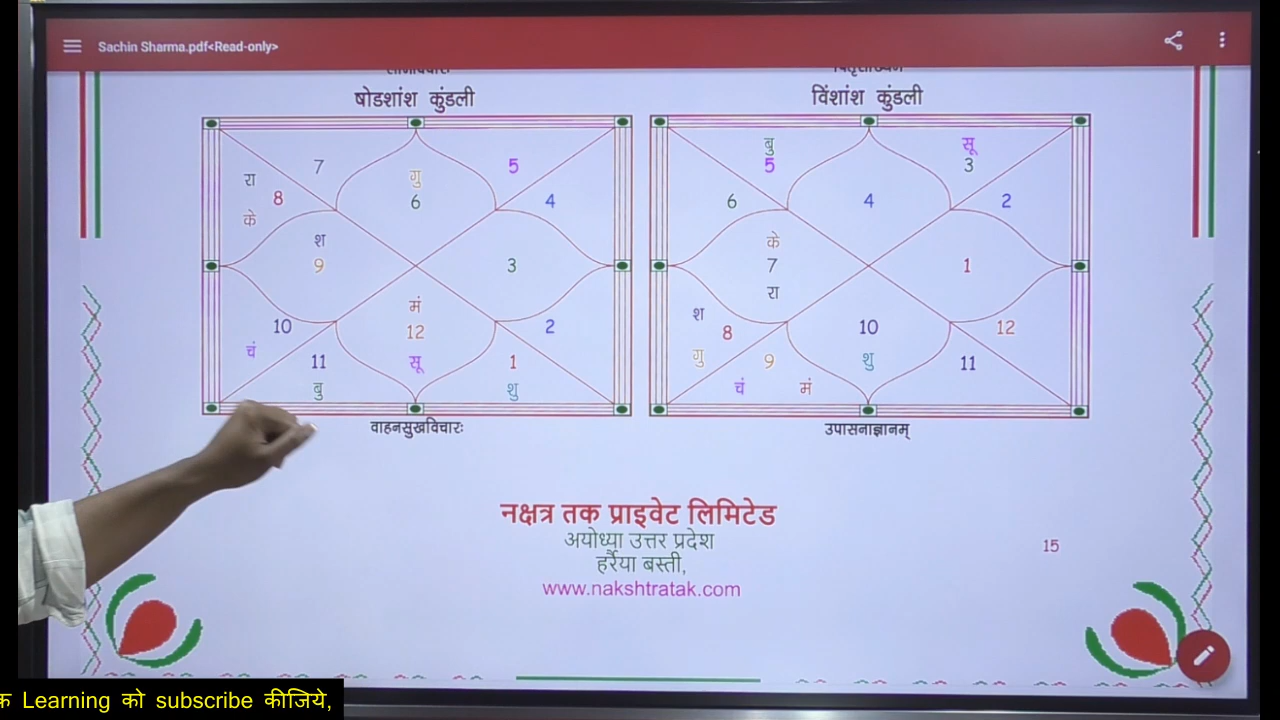 Sachin Sharma.pdf<Read-only>
षोडशांश कुंडली
विंशांश कुंडली
रा
7
8
के
गु
6
5
4
श
9
3
10
चं
11
बु
मं
12
सू
2
1
शु
बु
5
6
4
सू
3
2
के
7
रा
1
श
8
गु
9
चं
मं
10
शु
12
11
वाहनसुखविचारः
उपासनाज्ञानम्
नक्षत्र तक प्राइवेट लिमिटेड
अयोध्या उत्तर प्रदेश
हर्रैया बस्ती,
www.nakshtratak.com
15
क Learning को subscribe कीजिये,